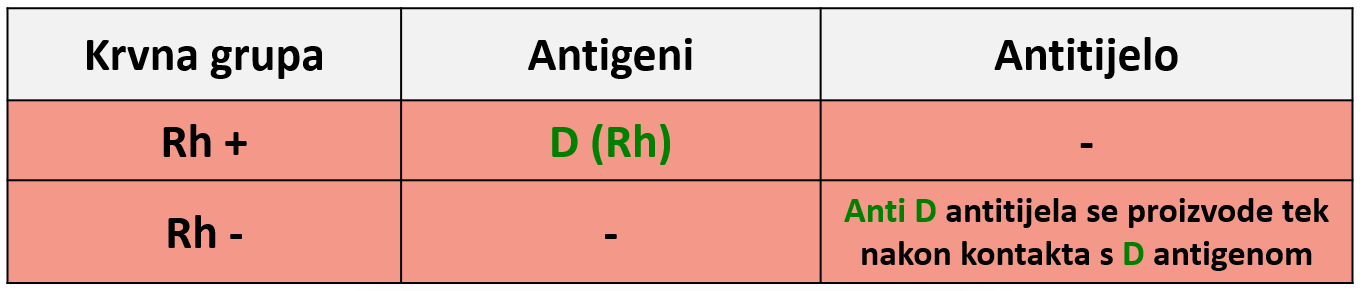 Krvna grupa Antigeni Antitijelo
Rh + D (Rh) -
Rh - - Anti D antitijela se proizvode tek
nakon kontakta s D antigenom